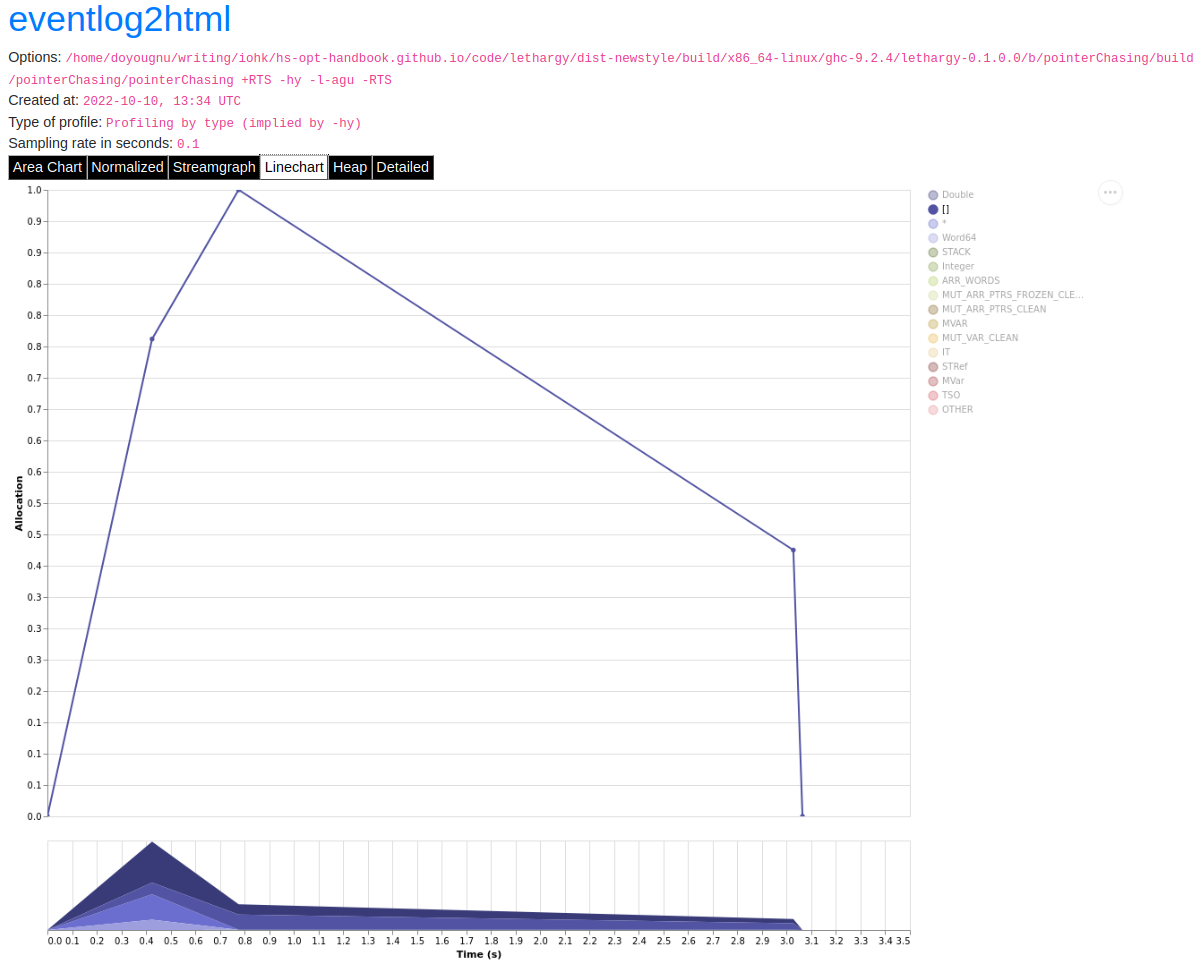 eventlog2html
Options: /home/doyougnu/writing/iohk/hs-opt-handbook.github.io/code/lethargy/dist-newstyle/build/x86_64-linux/ghc-9.2.4/lethargy-0.1.0.0/b/pointerChasing/build
/pointerChasing/pointerChasing +RTS -hy -l-agu -RTS
Created at: 2022-10-10, 13:34 UTC
Type of profile: Profiling by type (implied by -hy)
Sampling rate in seconds: 0.1
Area Chart Normalized Streamgraph Linechart Heap Detailed
1.0
0.9
0.9
0.8
0.8
0.8
0.7
0.7
0.6
0.6
0.5
0.5
0.4
0.3
0.3
0.3
0.2
0.1
0.1
0.1
0.0
Allocation
Double
[]
*
Word64
STACK
Integer
ARR_WORDS
MUT_ARR_PTRS_FROZEN_CLE...
MUT_ARR_PTRS_CLEAN
MVAR
MUT_VAR_CLEAN
IT
STRef
MVar
TSO
OTHER
0.0 0.1 0.2 0.3 0.4 0.5 0.6 0.7 0.8 0.9 1.0 1.1 1.2 1.3 1.4 1.5 1.6 1.7 1.8 1.9 2.0 2.1 2.2 2.3 2.4 2.5 2.6 2.7 2.8 2.9 3.0 3.1 3.2 3.3 3.4 3.5
Time (s)